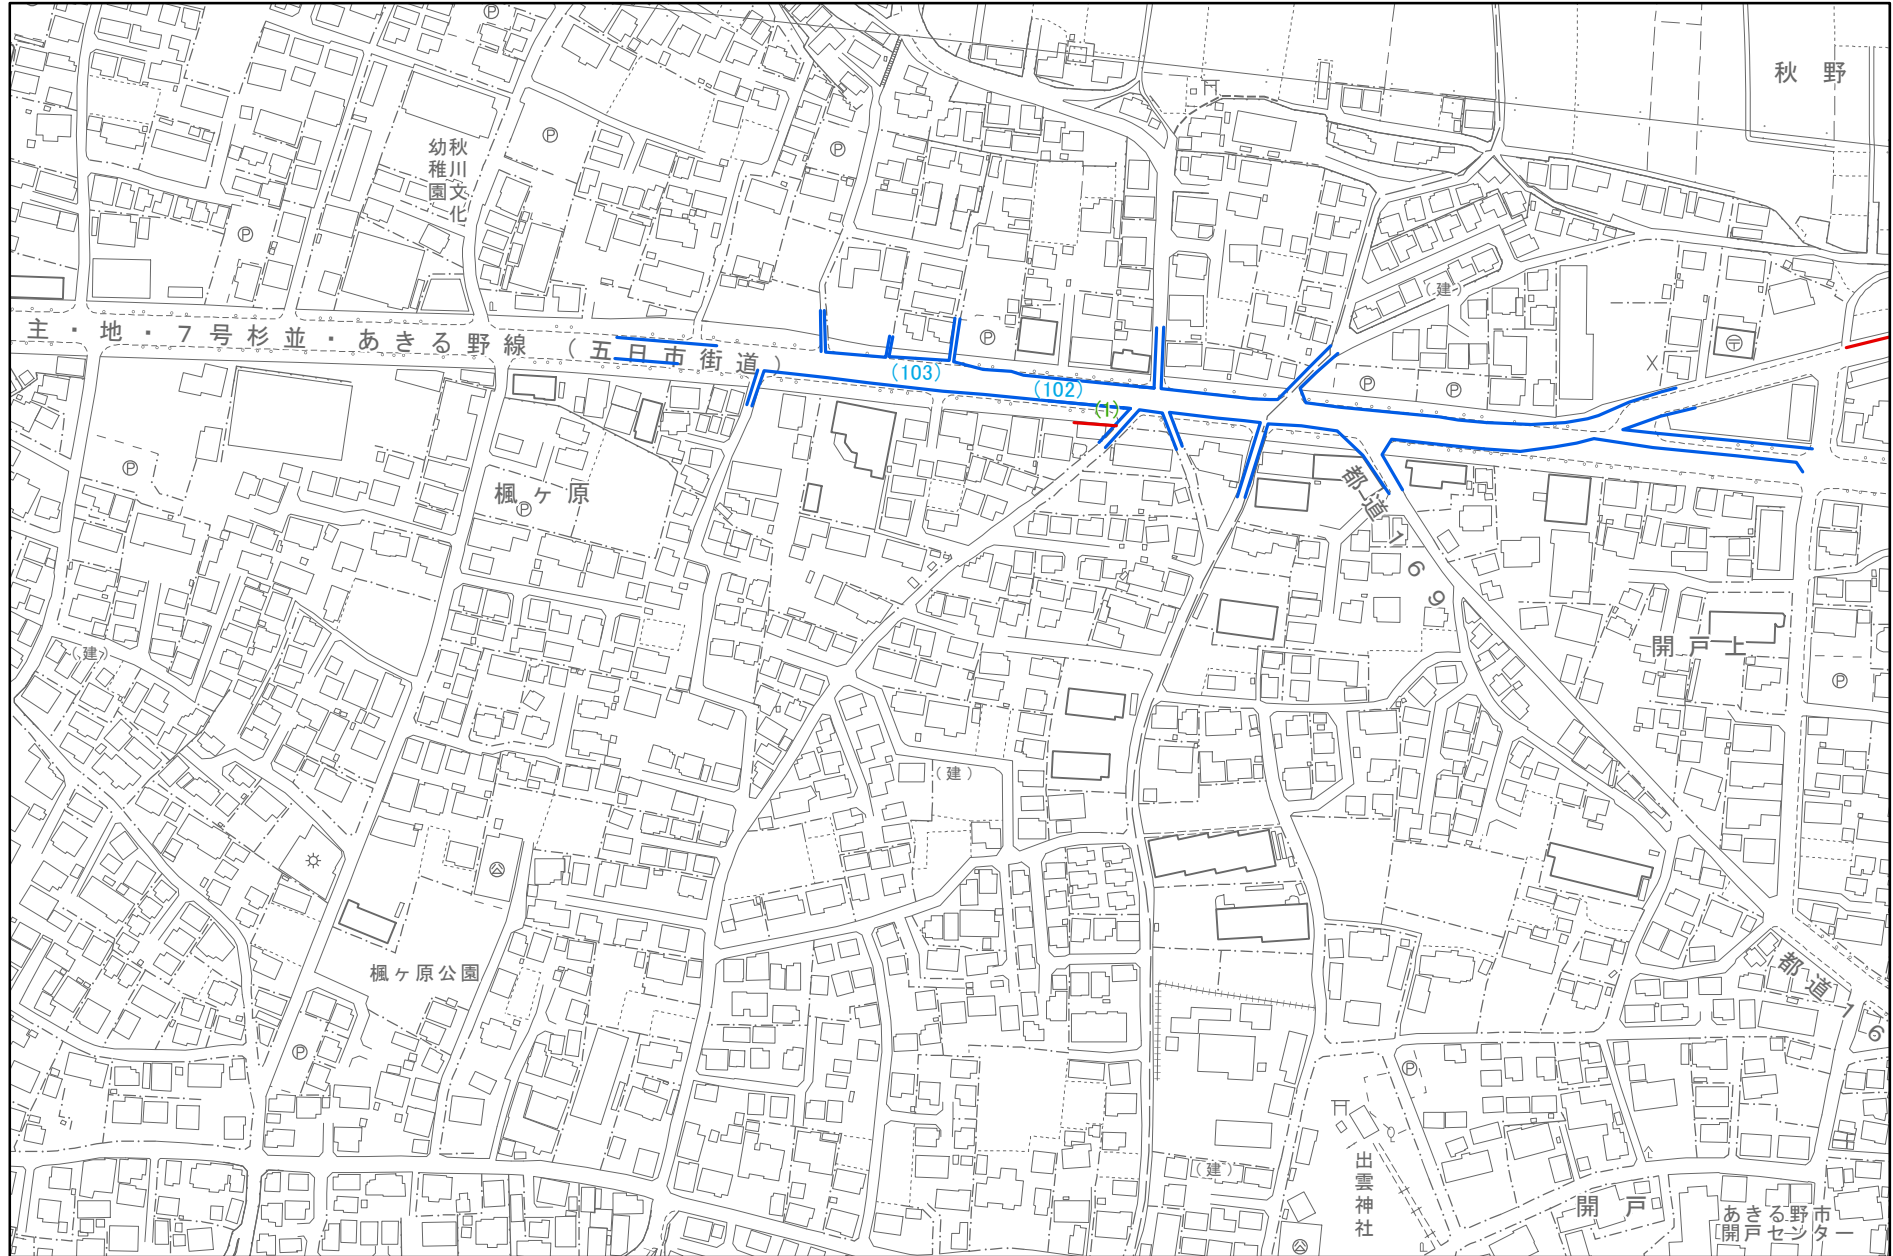 秋 野
秋川文化
幼稚園
(建)
主・地・7号杉並・あきる野線 (五日市街道)
(103)
(102)
(1)
楓ヶ原
都道169
開戸上
(建)
(建)
楓ヶ原公園
都道16
(建)
出雲神社
開 戸
あきる野市
開戸センター